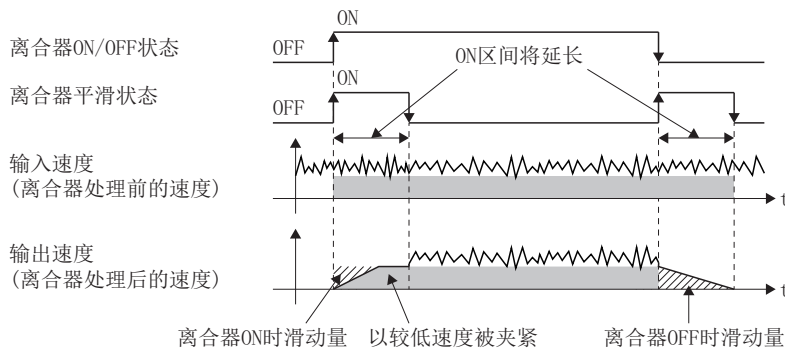 ON
离合器ON/OFF状态
OFF
ON区间将延长
ON
离合器平滑状态
OFF
输入速度
(离合器处理前的速度)
t
输出速度
(离合器处理后的速度)
t
离合器ON时滑动量
以较低速度被夹紧
离合器OFF时滑动量